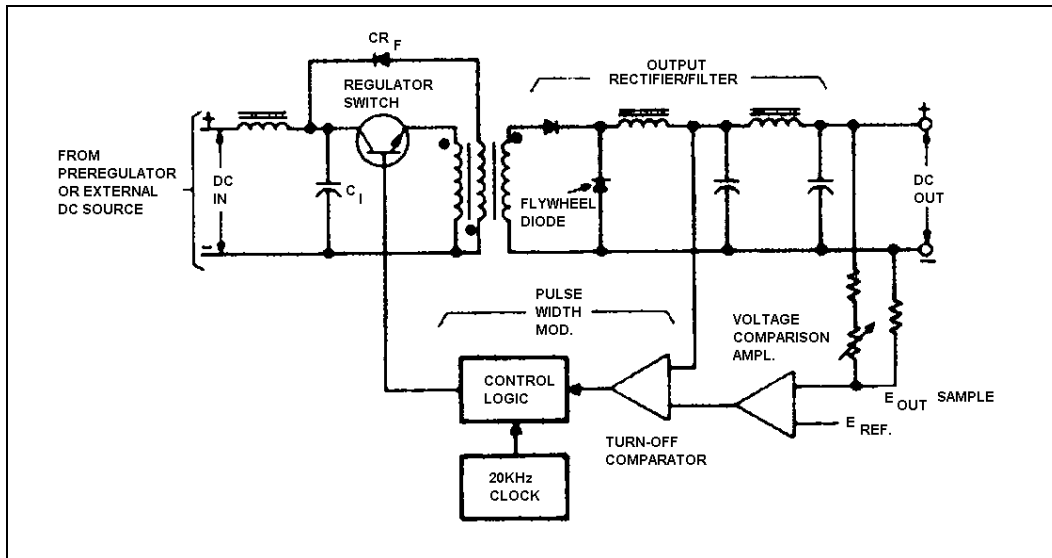 CR F
REGULATOR
SWITCH
OUTPUT
RECTIFIER/FILTER
+
+
FROM
PREREGULATOR
OR EXTERNAL
DC SOURCE
DC
IN
C I
FLYWHEEL
DIODE
DC
OUT
-
-
PULSE
WIDTH
MOD.
VOLTAGE
COMPARISON
AMPL.
CONTROL
LOGIC
E OUT SAMPLE
E REF.
TURN-OFF
COMPARATOR
20KHz
CLOCK